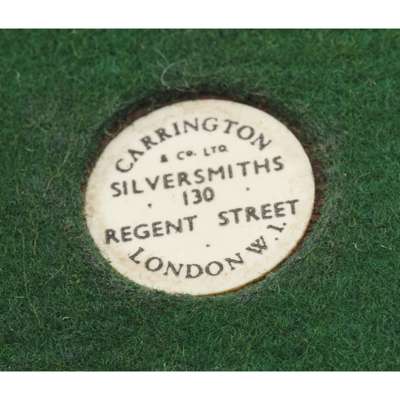 CARRINGTON
& CO. LTD.
SILVERSMITHS
130
REGENT STREET
LONDON W.1.